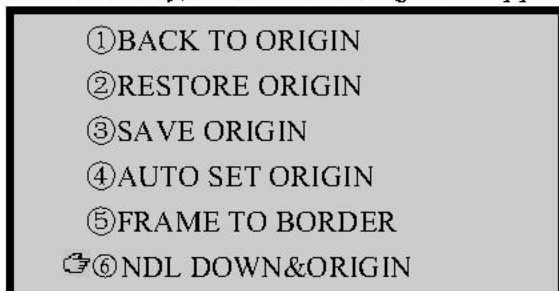 ①BACK TO ORIGIN
②RESTORE ORIGIN
③SAVE ORIGIN
④AUTO SET ORIGIN
⑤FRAME TO BORDER
☞⑥NDL DOWN&ORIGIN